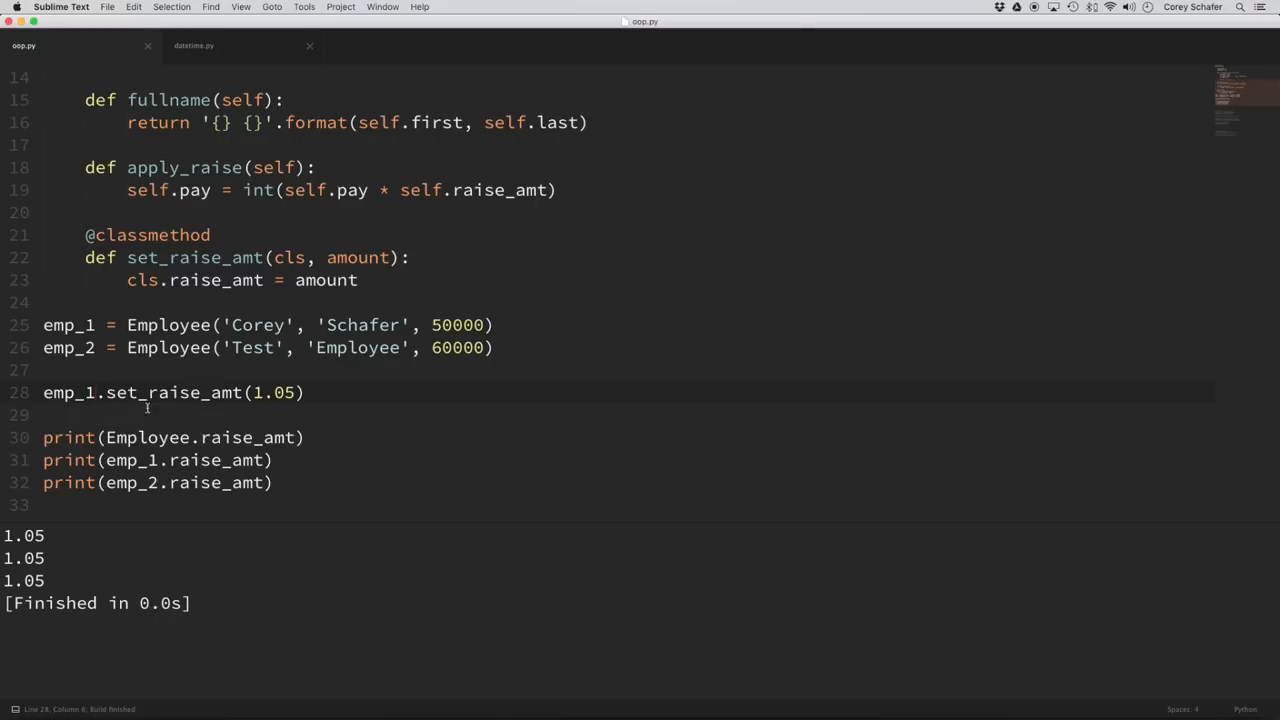 Sublime Text File Edit Selection Find View Goto Tools Project Window Help Corey Schafer
oop.py
oop.py datetime.py
14
15 def fullname(self):
16 return '{} {}'.format(self.first, self.last)
17
18 def apply_raise(self):
19 self.pay = int(self.pay * self.raise_amt)
20
21 @classmethod
22 def set_raise_amt(cls, amount):
23 cls.raise_amt = amount
24
25 emp_1 = Employee('Corey', 'Schafer', 50000)
26 emp_2 = Employee('Test', 'Employee', 60000)
27
28 emp_1.set_raise_amt(1.05)
29
30 print(Employee.raise_amt)
31 print(emp_1.raise_amt)
32 print(emp_2.raise_amt)
33
1.05
1.05
1.05
[Finished in 0.0s]
Line 28, Column 6; Build finished Spaces: 4 Python